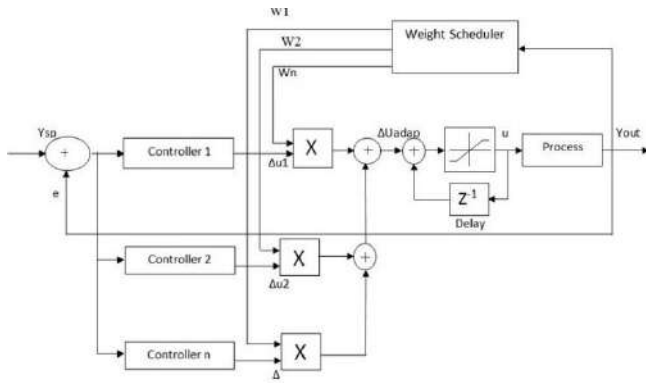 W1
W2
Wn
Weight Scheduler
Ysp
+
e
Controller 1
Δu1
X
+
ΔUadap
+
u
Process
Yout
Z-1
Delay
Controller 2
Δu2
X
+
Controller n
Δ
X